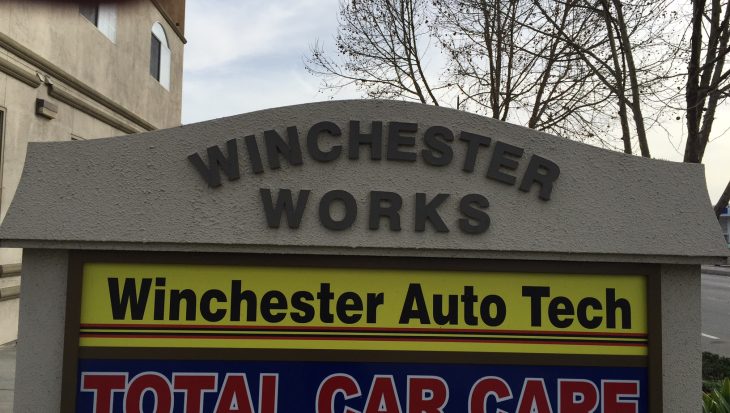 WINCHESTER
WORKS
Winchester Auto Tech
TOTAL CAR CARE